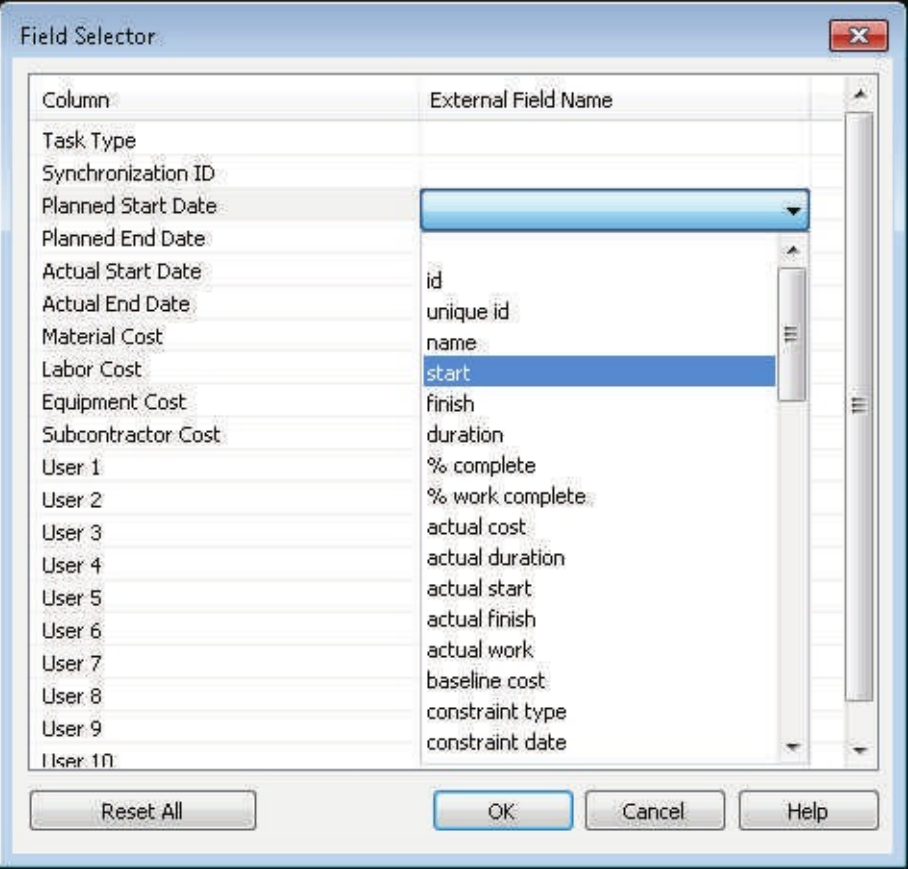 Field Selector
Column External Field Name
Task Type
Synchronization ID
Planned Start Date
Planned End Date
Actual Start Date
Actual End Date
Material Cost
Labor Cost
Equipment Cost
Subcontractor Cost
User 1
User 2
User 3
User 4
User 5
User 6
User 7
User 8
User 9
User 10
id
unique id
name
start
finish
duration
% complete
% work complete
actual cost
actual duration
actual start
actual finish
actual work
baseline cost
constraint type
constraint date
Reset All OK Cancel Help